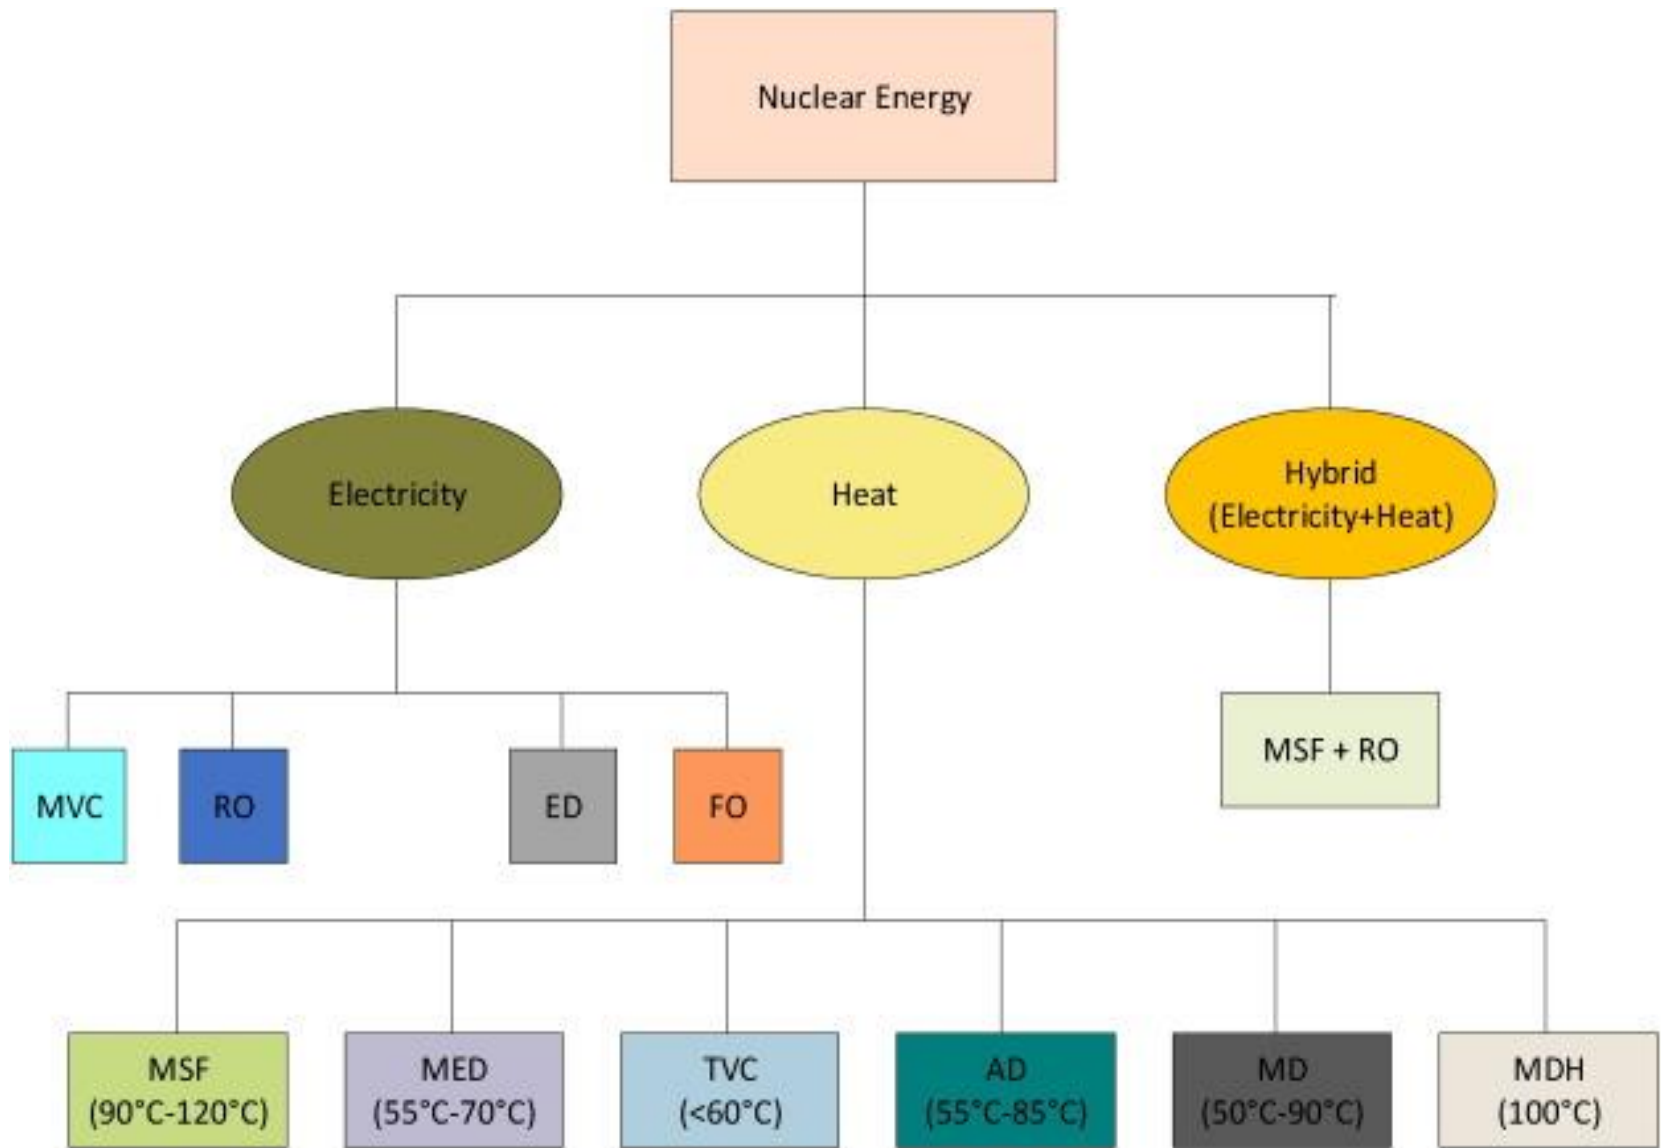 Nuclear Energy
Electricity
Heat
Hybrid
(Electricity+Heat)
MVC
RO
ED
FO
MSF + RO
MSF
(90°C-120°C)
MED
(55°C-70°C)
TVC
(<60°C)
AD
(55°C-85°C)
MD
(50°C-90°C)
MDH
(100°C)